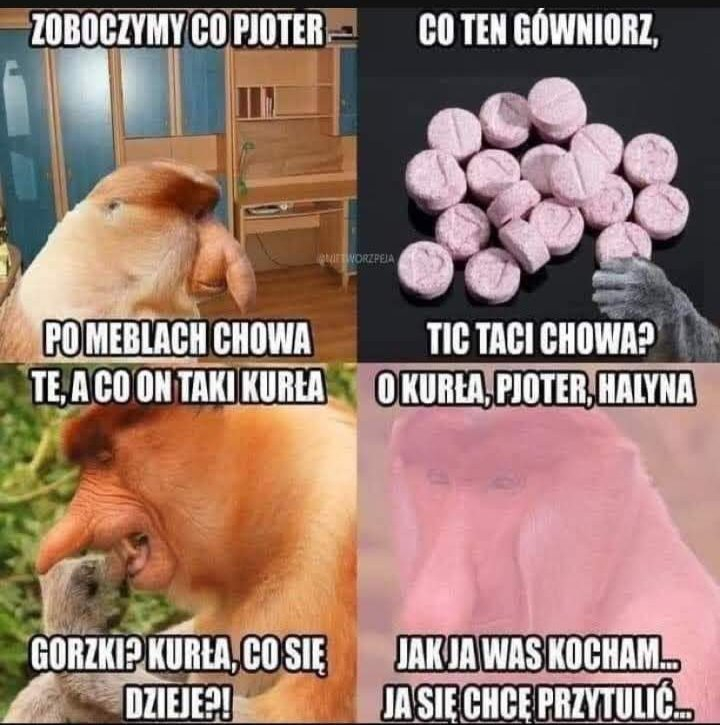 ZOBOCZYMY CO PJOTER
PO MEBLACH CHOWA
CO TEN GÓWNIORZ,
@NIETWORZPEJA
TIC TACI CHOWA?
TE, A CO ON TAKI KURŁA
GORZKI? KURŁA, CO SIĘ
DZIEJE?!
O KURŁA, PJOTER, HALYNA
JAK JA WAS KOCHAM...
JA SIĘ CHCĘ PRZYTULIĆ...